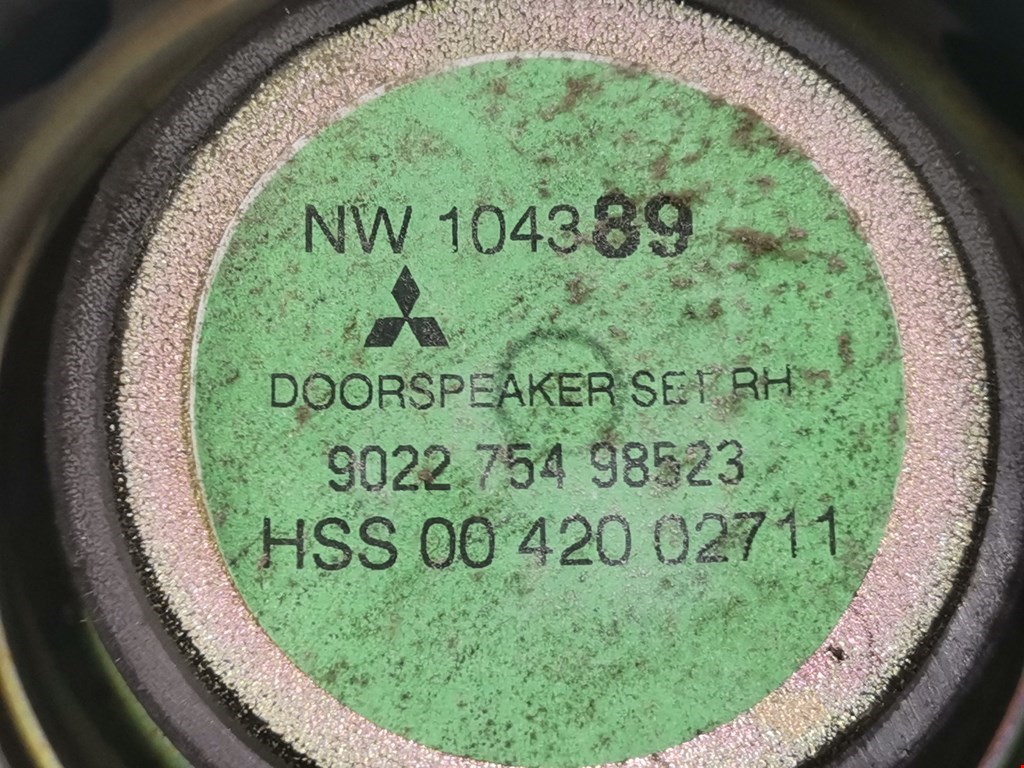 NW 104389
DOORSPEAKER SET RH
9022 754 98523
HSS 00 420 02711